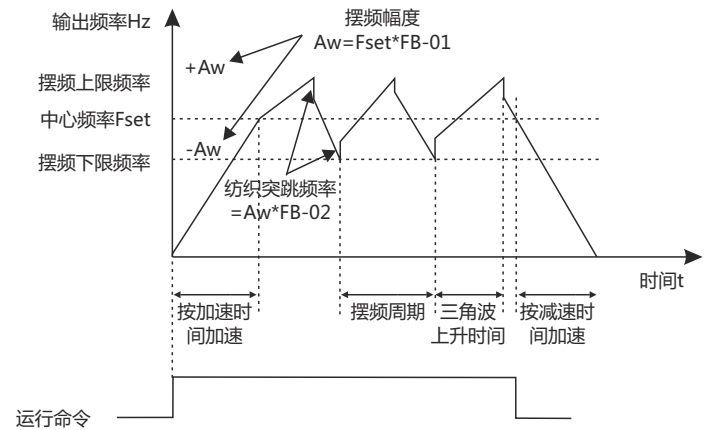 输出频率Hz
摆频幅度
Aw=Fset*FB-01
+Aw
摆频上限频率
中心频率Fset
-Aw
摆频下限频率
纺织突跳频率
=Aw*FB-02
时间t
按加速时
间加速
摆频周期
三角波
上升时间
按减速时
间加速
运行命令